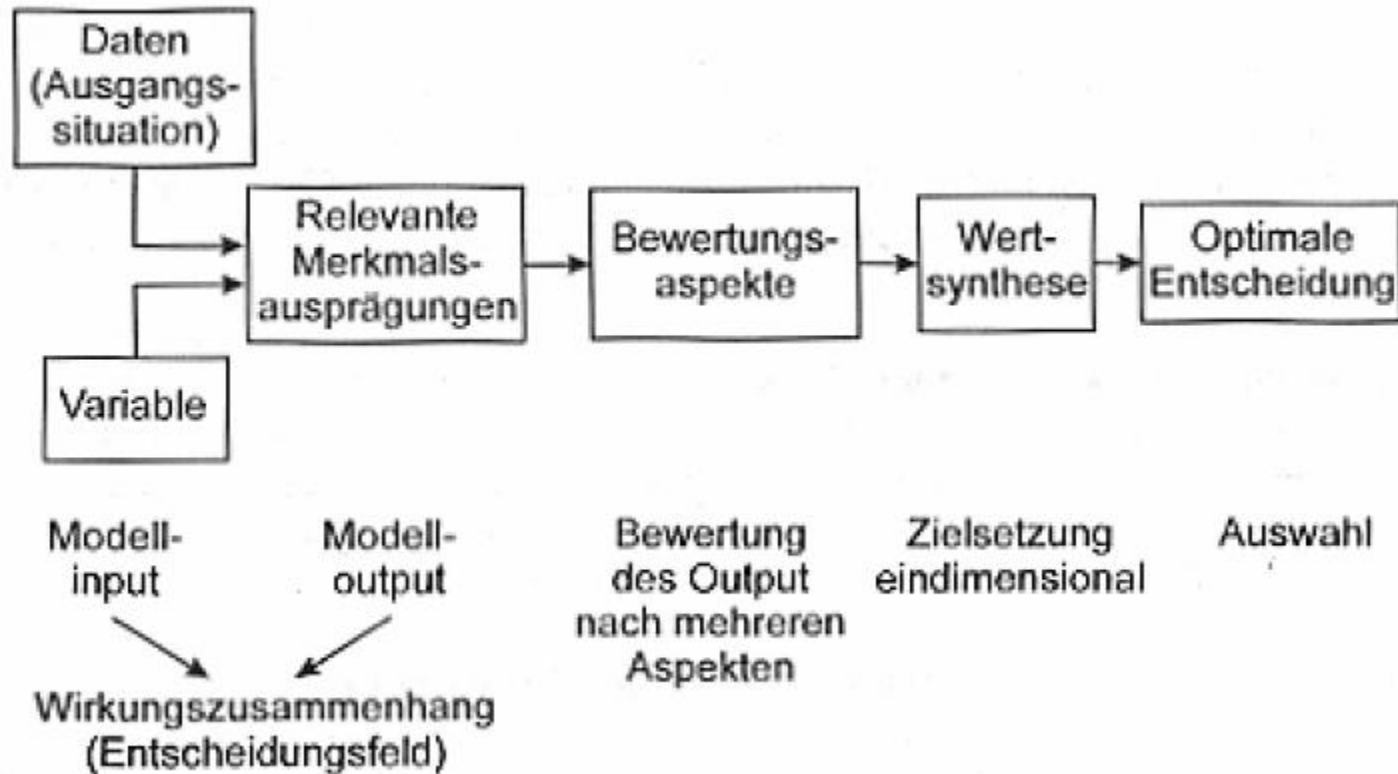 Daten
(Ausgangs-
situation)
Relevante
Merkmals-
ausprägungen
Bewertungs-
aspekte
Wert-
synthese
Optimale
Entscheidung
Variable
Modell-
input
Modell-
output
Bewertung
des Output
nach mehreren
Aspekten
Zielsetzung
eindimensional
Auswahl
Wirkungszusammenhang
(Entscheidungsfeld)